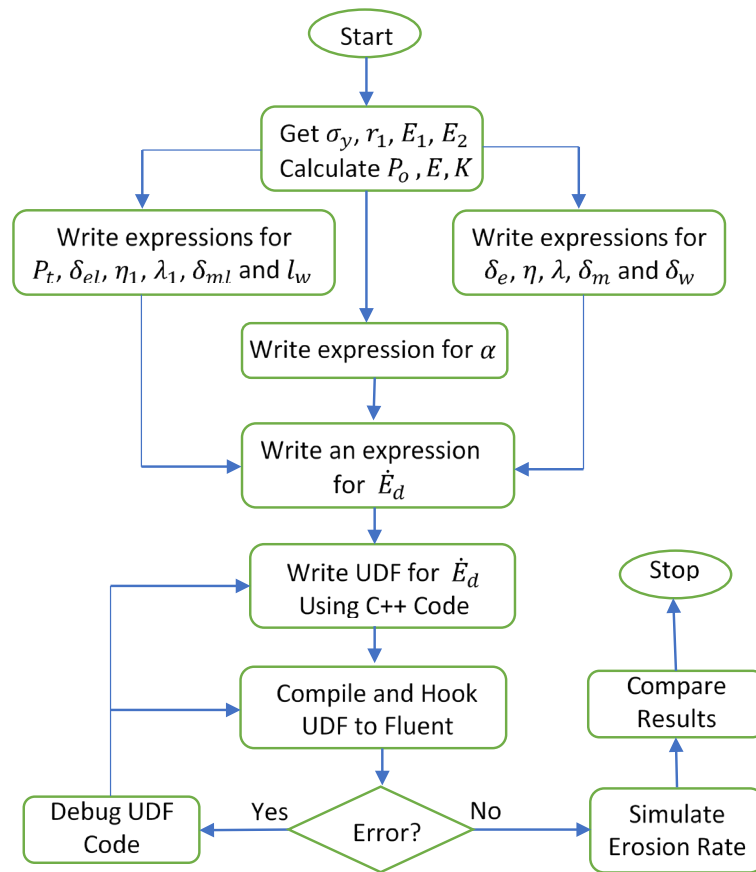 Start
Get σ_y, r_1, E_1, E_2
Calculate P_o , E, K
Write expressions for
P_t, δ_el, η_1, λ_1, δ_ml and l_w
Write expressions for
δ_e, η, λ, δ_m and δ_w
Write expression for α
Write an expression
for Ė_d
Write UDF for Ė_d
Using C++ Code
Stop
Compile and Hook
UDF to Fluent
Compare
Results
Debug UDF
Code
Yes
Error?
No
Simulate
Erosion Rate